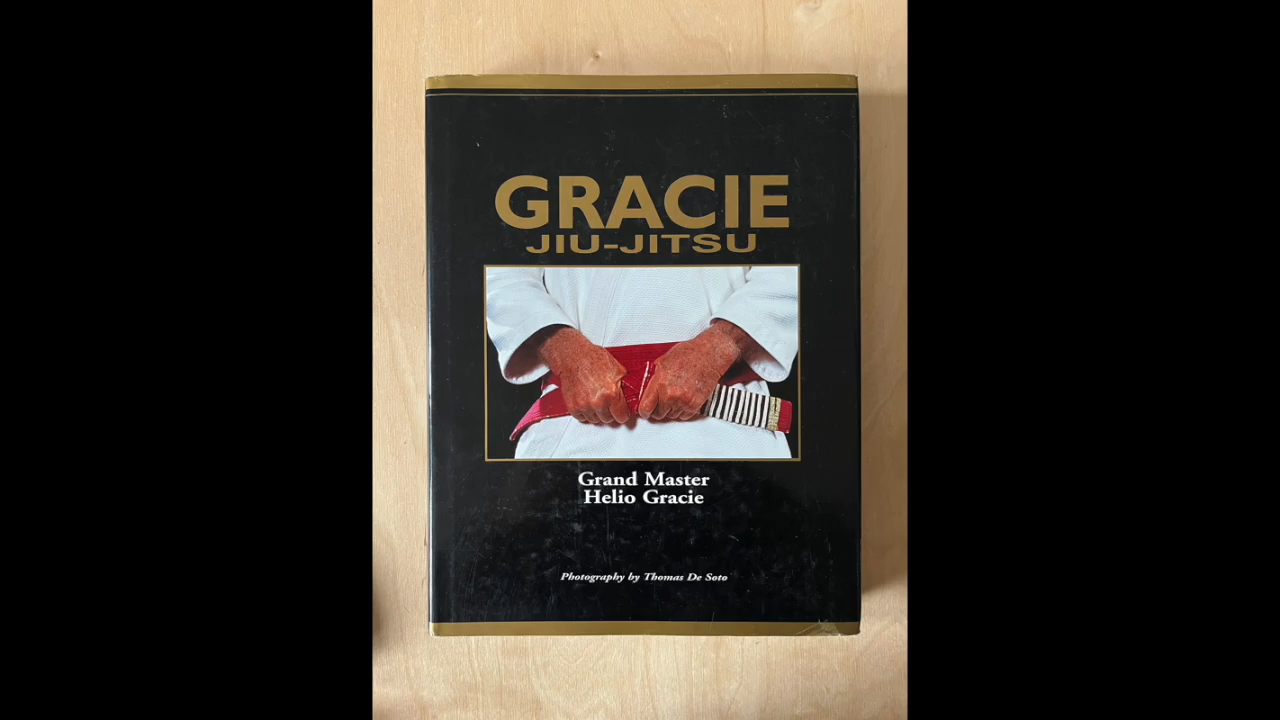 GRACIE
JIU-JITSU
Grand Master
Helio Gracie
Photography by Thomas De Soto